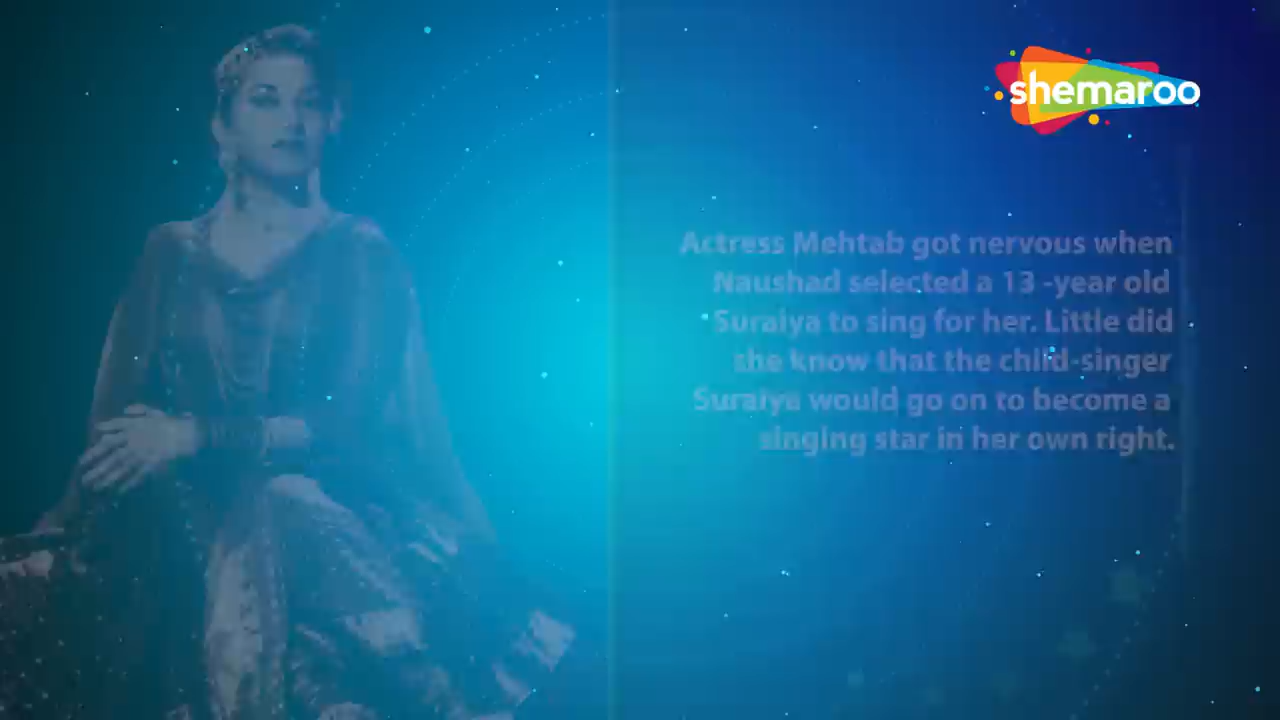 shemaroo
Actress Mehtab got nervous when
Naushad selected a 13 -year old
Suraiya to sing for her. Little did
she know that the child-singer
Suraiya would go on to become a
singing star in her own right.